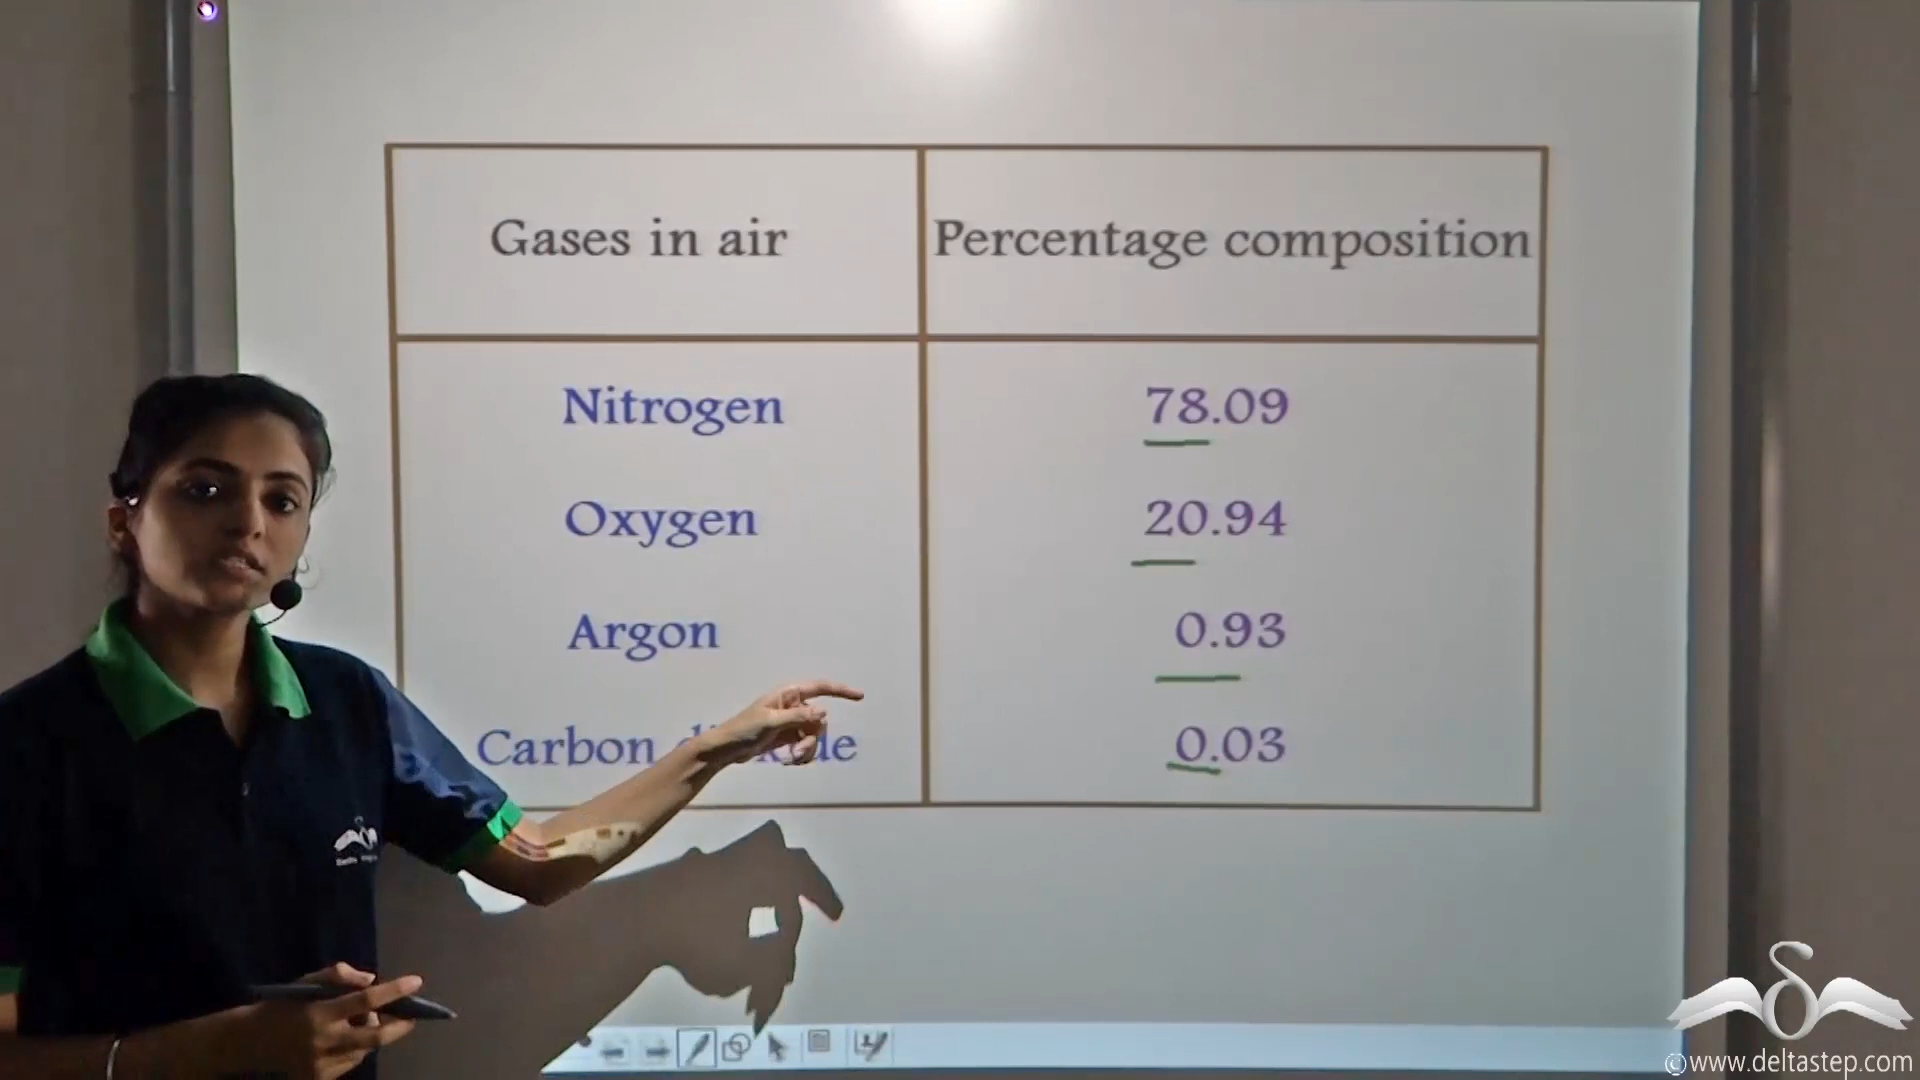 Gases in air
Percentage composition
Nitrogen
78.09
Oxygen
20.94
Argon
0.93
Carbon
0.03
©www.deltastep.com